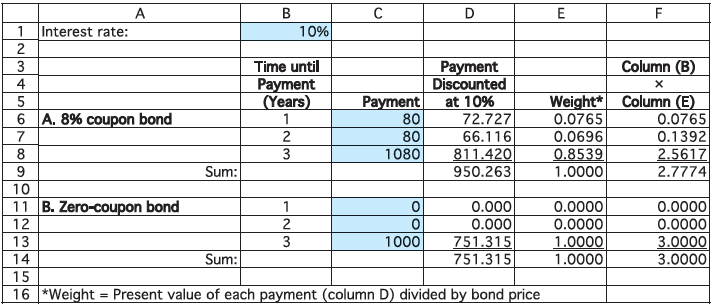 A B C D E F
1 Interest rate: 10%
2
3 Time until Payment Column (B)
4 Payment Discounted ×
5 (Years) Payment at 10% Weight* Column (E)
6 A. 8% coupon bond 1 80 72.727 0.0765 0.0765
7 2 80 66.116 0.0696 0.1392
8 3 1080 811.420 0.8539 2.5617
9 Sum: 950.263 1.0000 2.7774
10
11 B. Zero-coupon bond 1 0 0.000 0.0000 0.0000
12 2 0 0.000 0.0000 0.0000
13 3 1000 751.315 1.0000 3.0000
14 Sum: 751.315 1.0000 3.0000
15
16 *Weight = Present value of each payment (column D) divided by bond price